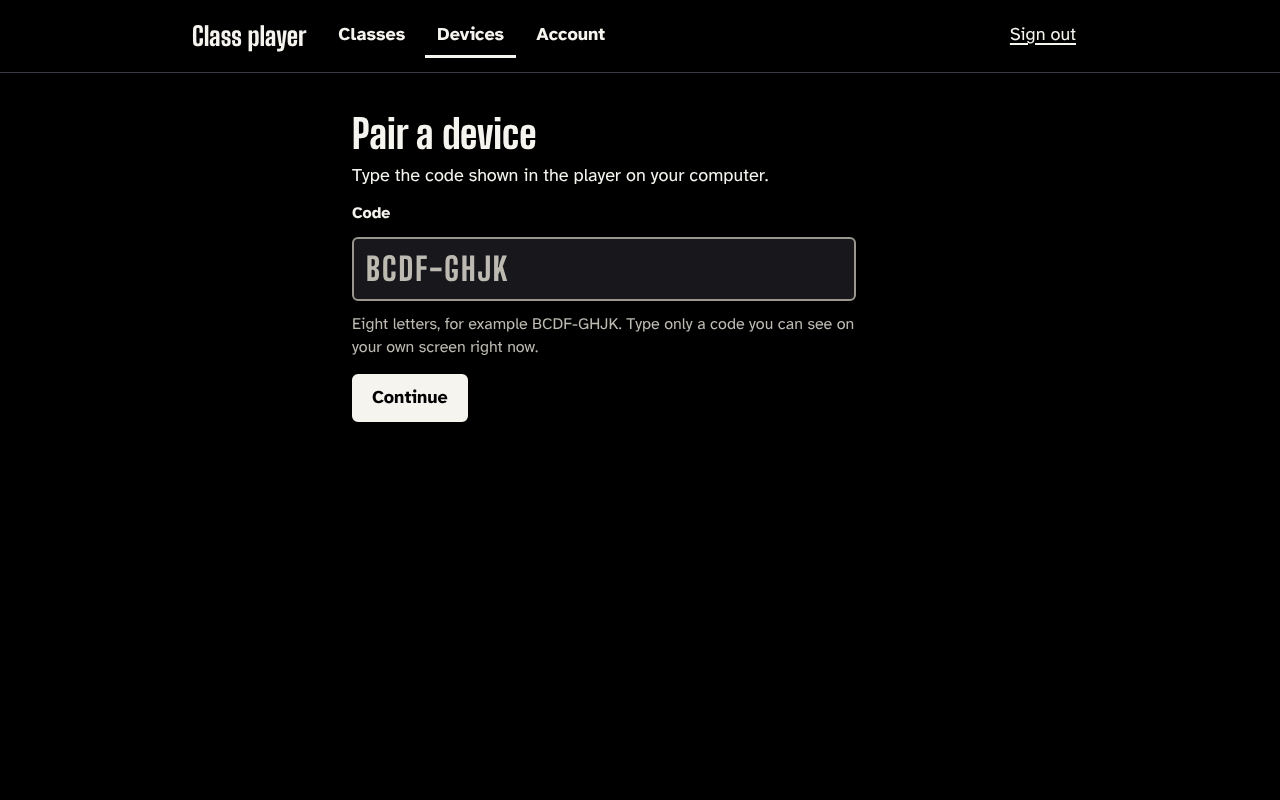 Class player
Classes
Devices
Account
Sign out
Pair a device
Type the code shown in the player on your computer.
Code
BCDF-GHJK
Eight letters, for example BCDF-GHJK. Type only a code you can see on
your own screen right now.
Continue